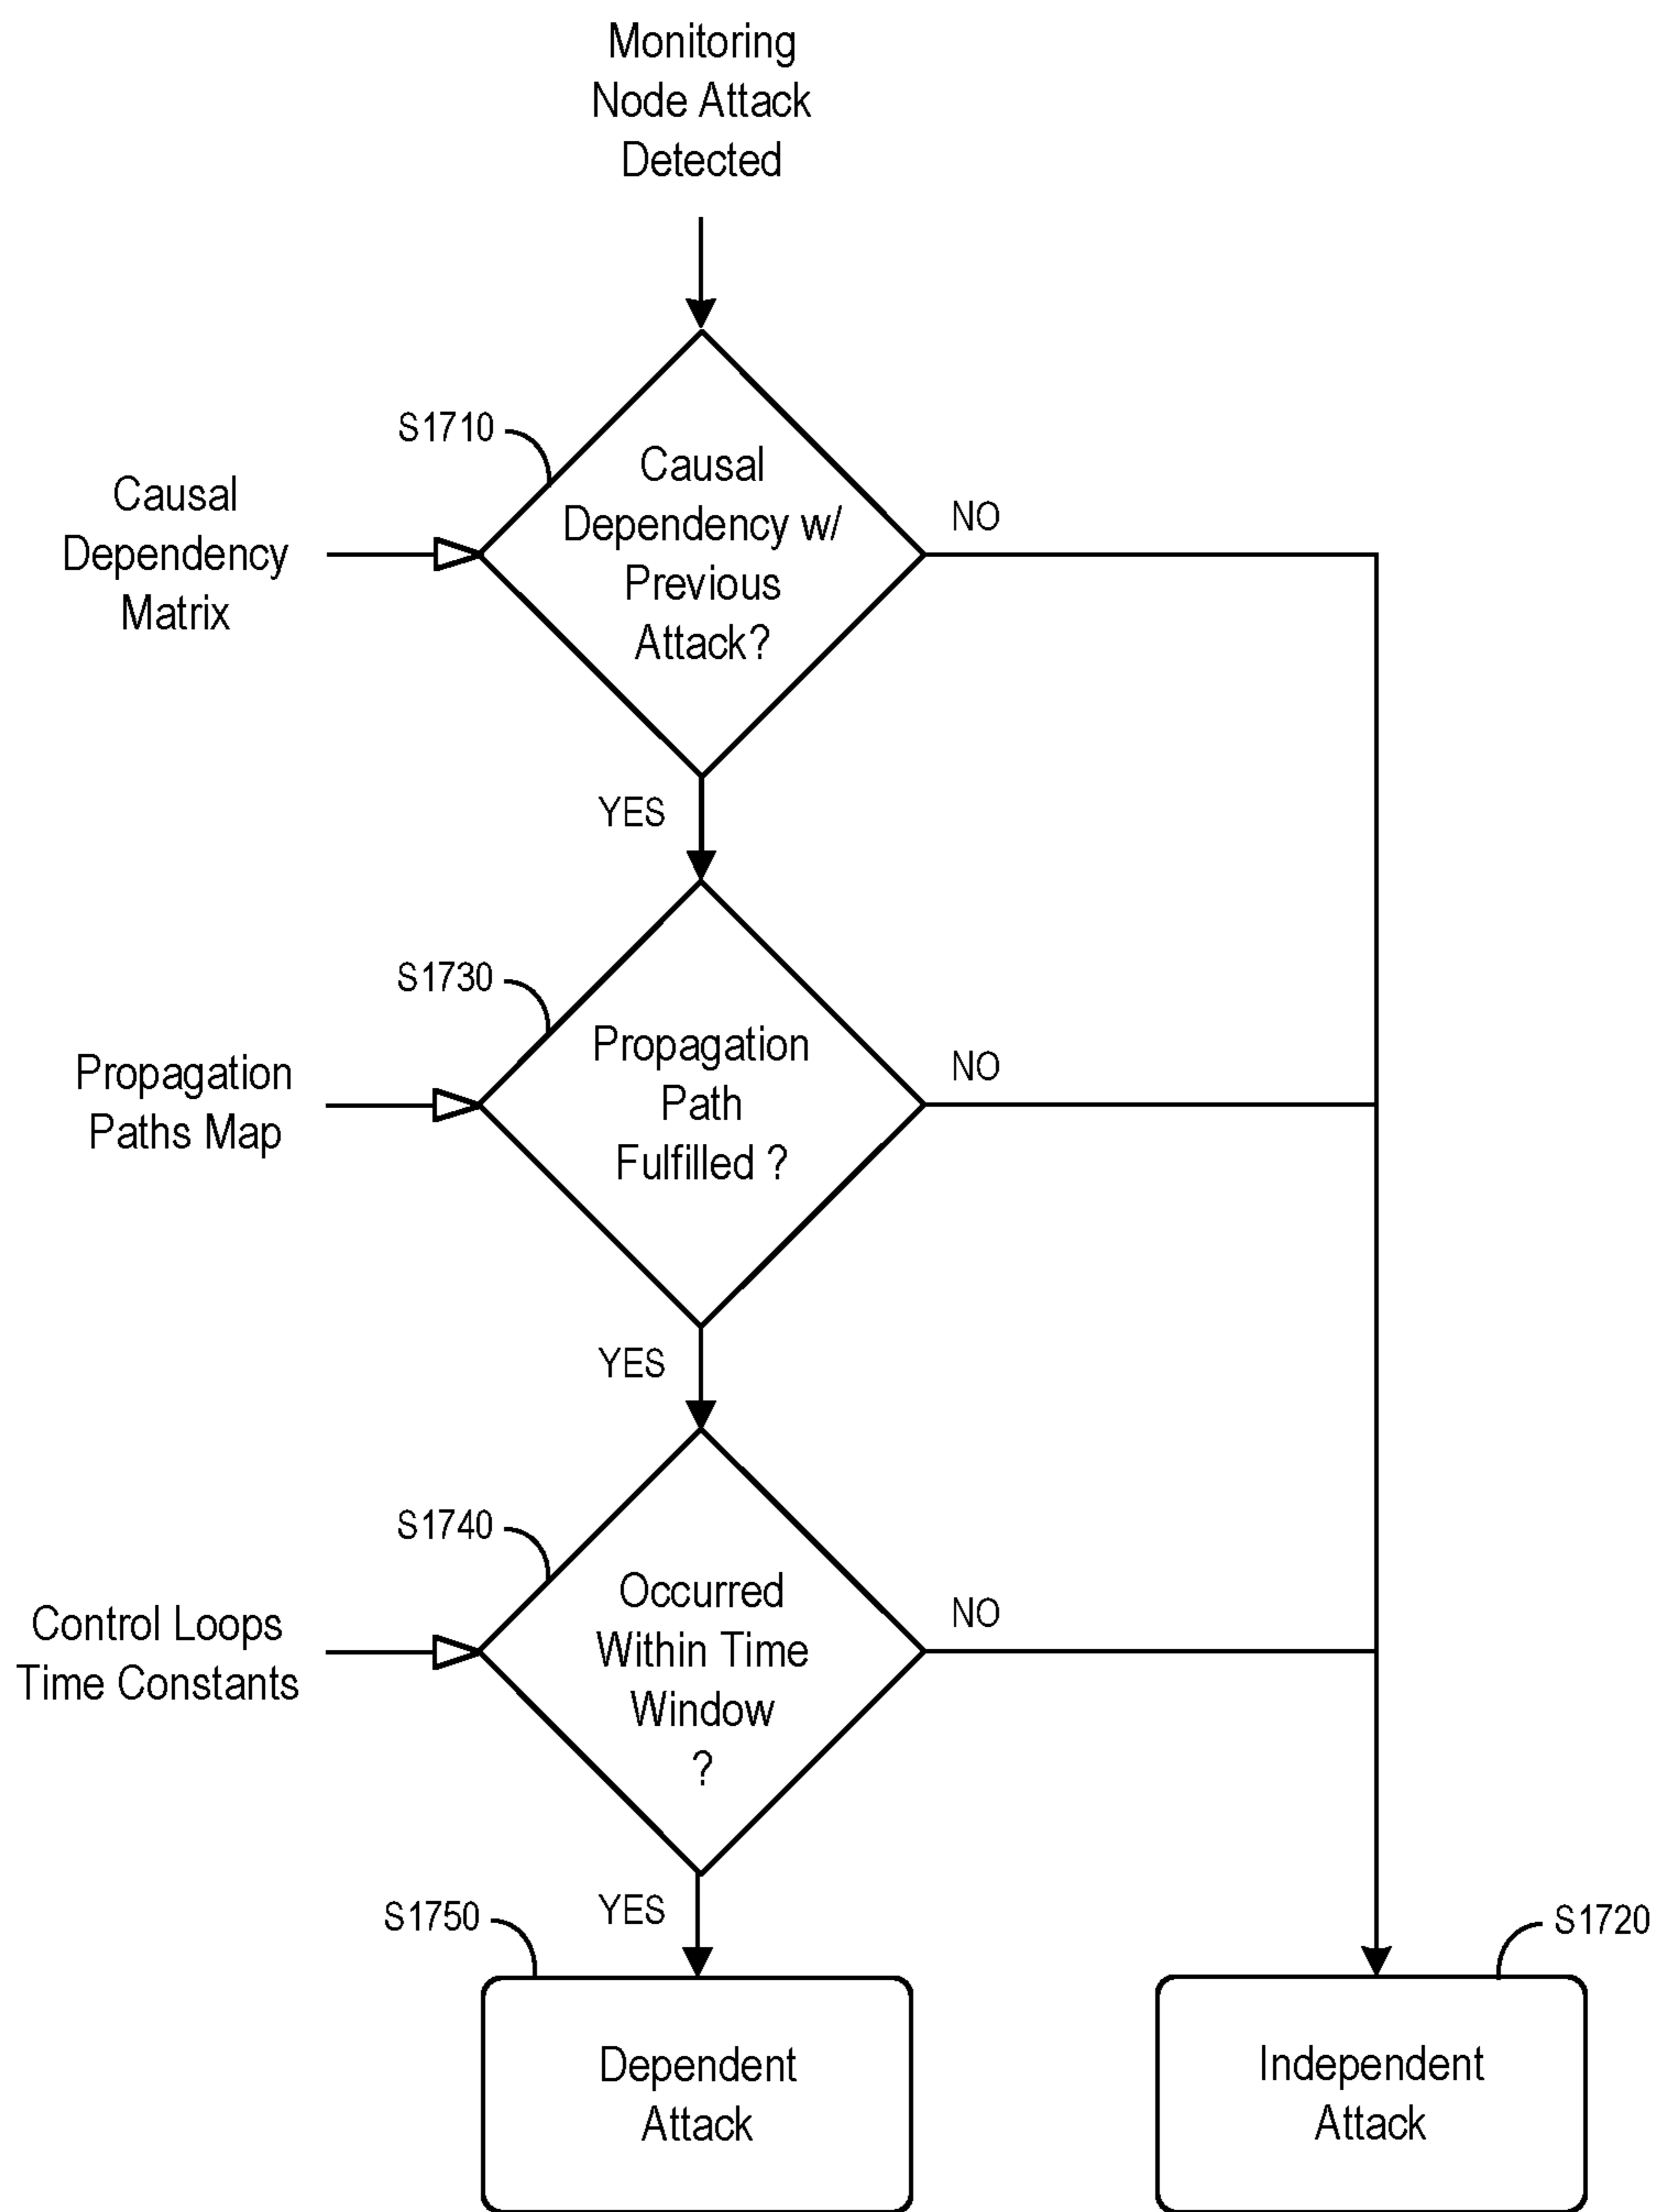 Monitoring
Node Attack
Detected
S1710
Causal
Dependency
Matrix
Causal
Dependency w/
Previous
Attack?
NO
YES
S1730
Propagation
Paths Map
Propagation
Path
Fulfilled ?
NO
YES
S1740
Control Loops
Time Constants
Occurred
Within Time
Window
?
NO
YES
S1750
Dependent
Attack
S1720
Independent
Attack